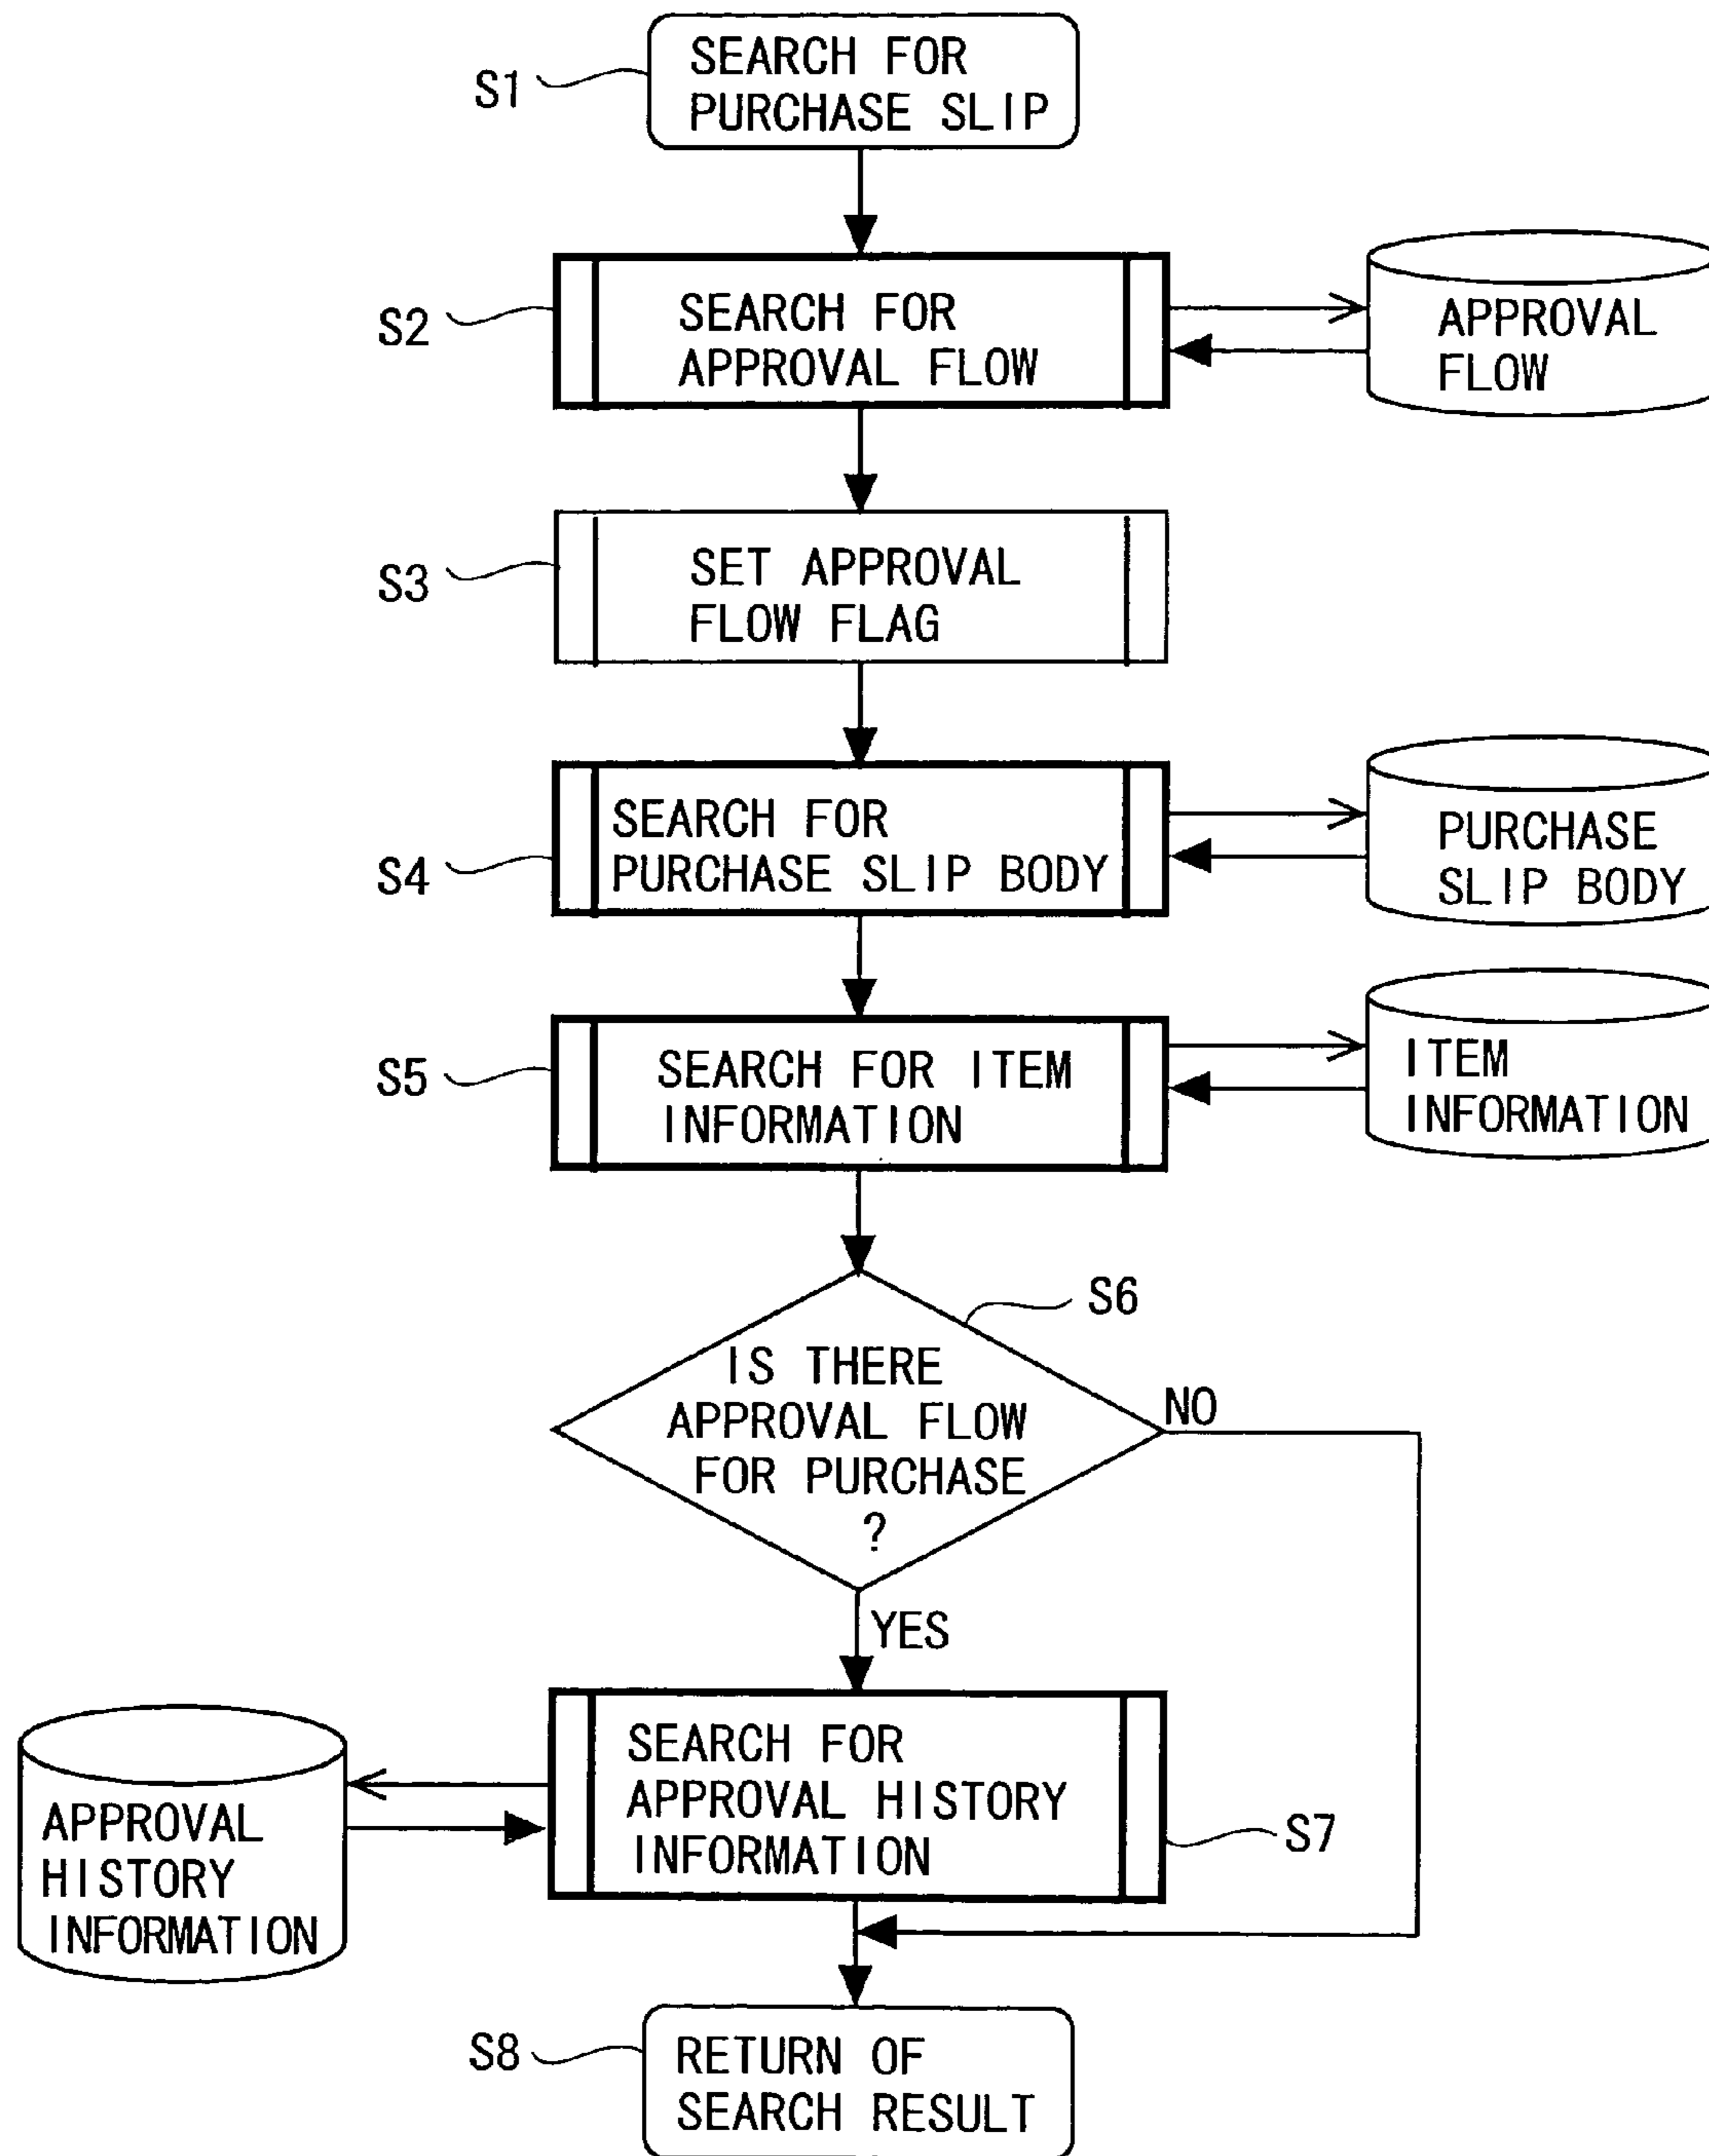 SEARCH FOR
PURCHASE SLIP
S1
SEARCH FOR
APPROVAL FLOW
S2
APPROVAL
FLOW
SET APPROVAL
FLOW FLAG
S3
SEARCH FOR
PURCHASE SLIP BODY
S4
PURCHASE
SLIP BODY
SEARCH FOR ITEM
INFORMATION
S5
ITEM
INFORMATION
S6
IS THERE
APPROVAL FLOW
FOR PURCHASE
?
NO
YES
SEARCH FOR
APPROVAL HISTORY
INFORMATION
S7
APPROVAL
HISTORY
INFORMATION
S8
RETURN OF
SEARCH RESULT